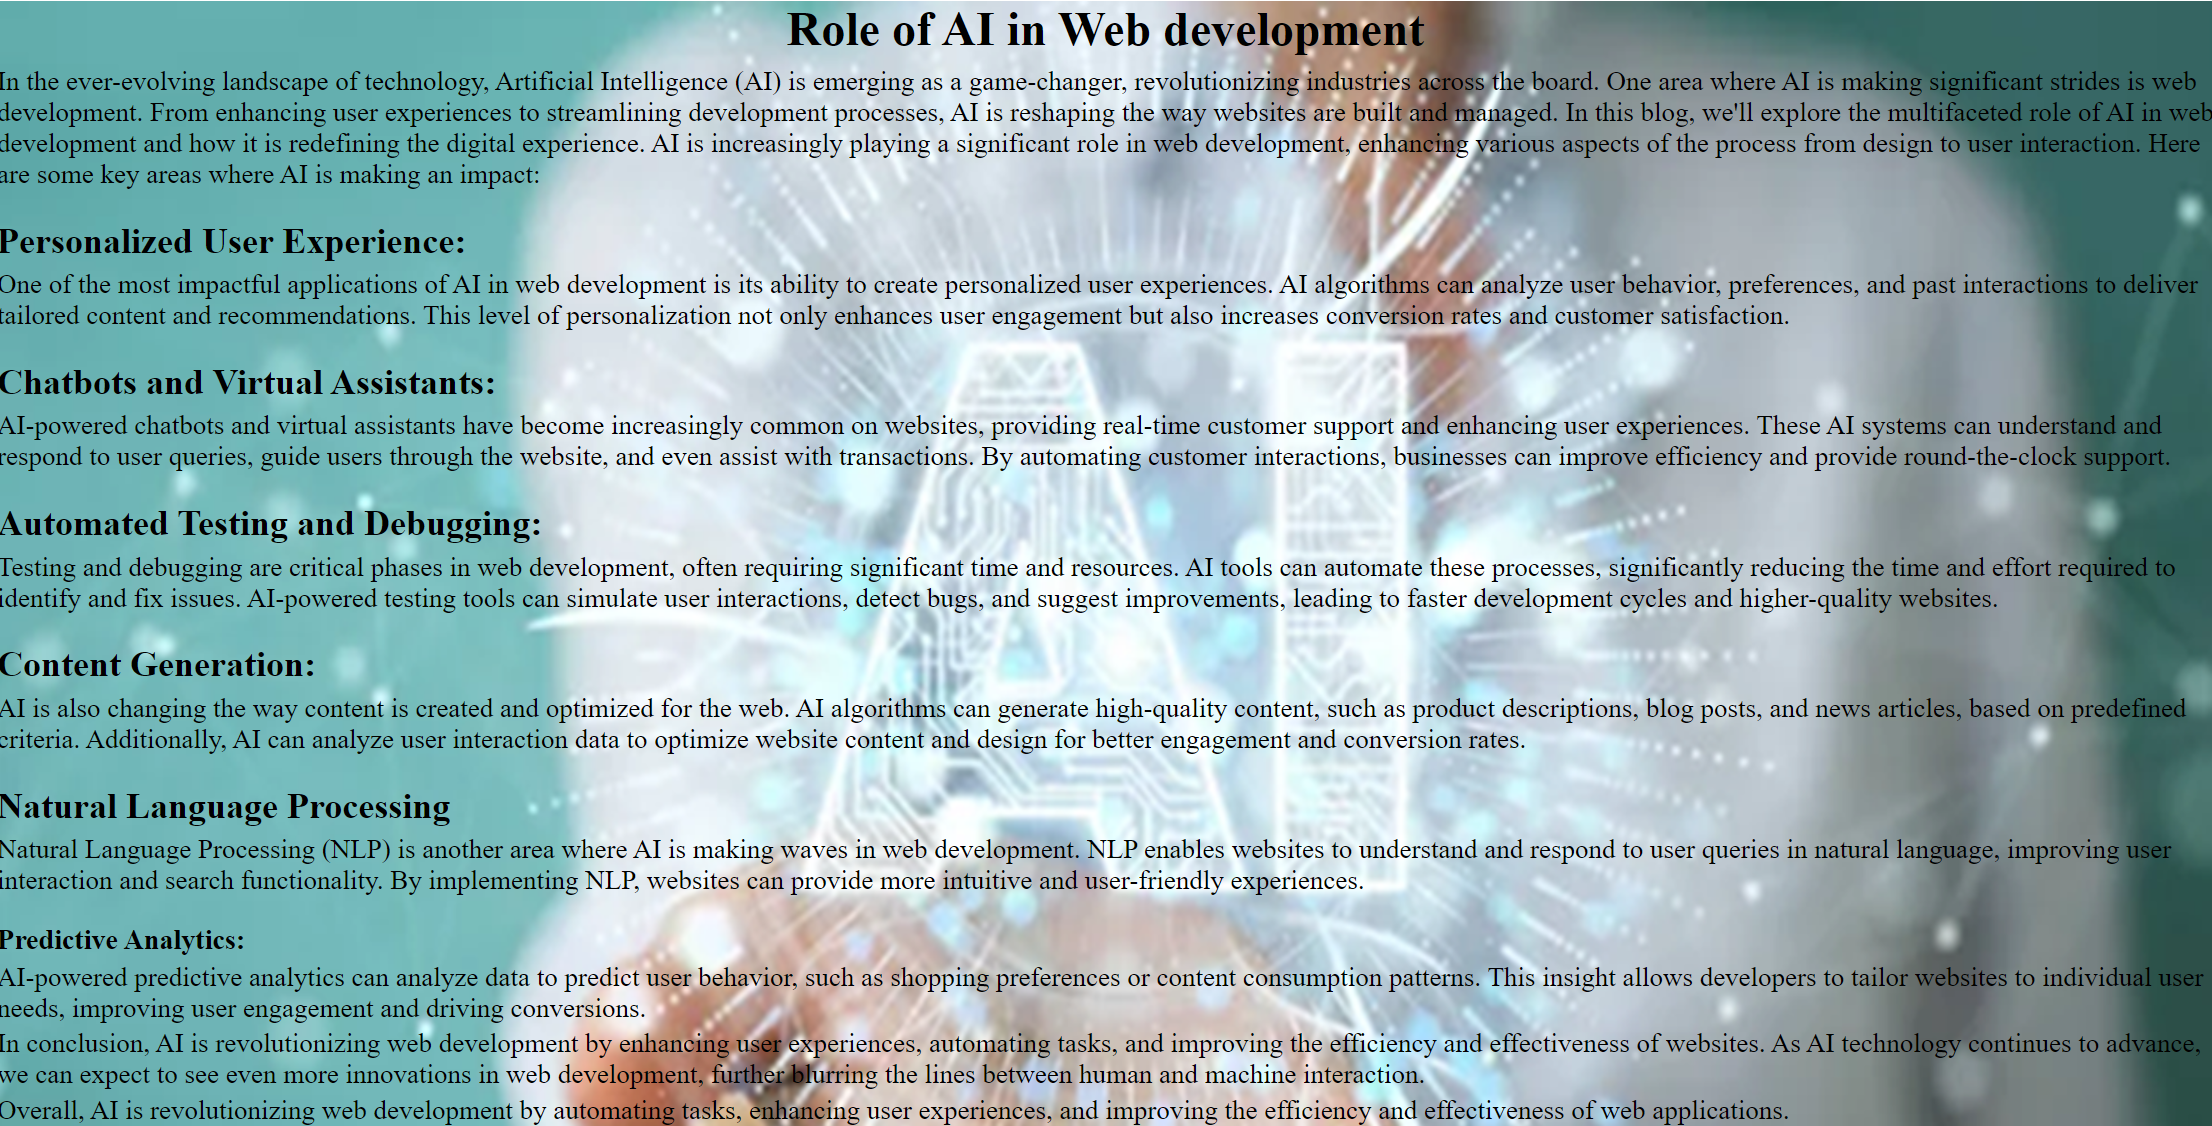 Role of AI in Web development
In the ever-evolving landscape of technology, Artificial Intelligence (AI) is emerging as a game-changer, revolutionizing industries across the board. One area where AI is making significant strides is web
development. From enhancing user experiences to streamlining development processes, AI is reshaping the way websites are built and managed. In this blog, we'll explore the multifaceted role of AI in web
development and how it is redefining the digital experience. AI is increasingly playing a significant role in web development, enhancing various aspects of the process from design to user interaction. Here
are some key areas where AI is making an impact:
Personalized User Experience:
One of the most impactful applications of AI in web development is its ability to create personalized user experiences. AI algorithms can analyze user behavior, preferences, and past interactions to deliver
tailored content and recommendations. This level of personalization not only enhances user engagement but also increases conversion rates and customer satisfaction.
Chatbots and Virtual Assistants:
AI-powered chatbots and virtual assistants have become increasingly common on websites, providing real-time customer support and enhancing user experiences. These AI systems can understand and
respond to user queries, guide users through the website, and even assist with transactions. By automating customer interactions, businesses can improve efficiency and provide round-the-clock support.
Automated Testing and Debugging:
Testing and debugging are critical phases in web development, often requiring significant time and resources. AI tools can automate these processes, significantly reducing the time and effort required to
identify and fix issues. AI-powered testing tools can simulate user interactions, detect bugs, and suggest improvements, leading to faster development cycles and higher-quality websites.
Content Generation:
AI is also changing the way content is created and optimized for the web. AI algorithms can generate high-quality content, such as product descriptions, blog posts, and news articles, based on predefined
criteria. Additionally, AI can analyze user interaction data to optimize website content and design for better engagement and conversion rates.
Natural Language Processing
Natural Language Processing (NLP) is another area where AI is making waves in web development. NLP enables websites to understand and respond to user queries in natural language, improving user
interaction and search functionality. By implementing NLP, websites can provide more intuitive and user-friendly experiences.
Predictive Analytics:
AI-powered predictive analytics can analyze data to predict user behavior, such as shopping preferences or content consumption patterns. This insight allows developers to tailor websites to individual user
needs, improving user engagement and driving conversions.
In conclusion, AI is revolutionizing web development by enhancing user experiences, automating tasks, and improving the efficiency and effectiveness of websites. As AI technology continues to advance,
we can expect to see even more innovations in web development, further blurring the lines between human and machine interaction.
Overall, AI is revolutionizing web development by automating tasks, enhancing user experiences, and improving the efficiency and effectiveness of web applications.
AI